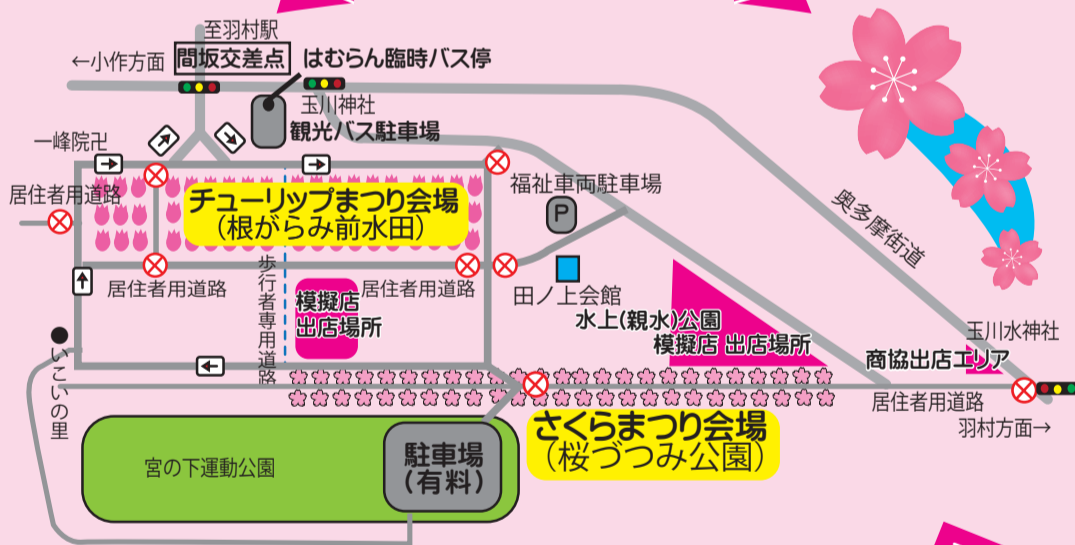 至羽村駅
←小作方面
間坂交差点
はむらん臨時バス停
玉川神社
観光バス駐車場
一峰院卍
居住者用道路
チューリップまつり会場
(根がらみ前水田)
福祉車両駐車場
P
奥多摩街道
居住者用道路
歩行者専用道路
模擬店
出店場所
居住者用道路
田ノ上会館
水上(親水)公園
模擬店 出店場所
玉川水神社
商協出店エリア
居住者用道路
羽村方面→
●いこいの里
さくらまつり会場
(桜づつみ公園)
宮の下運動公園
駐車場
(有料)